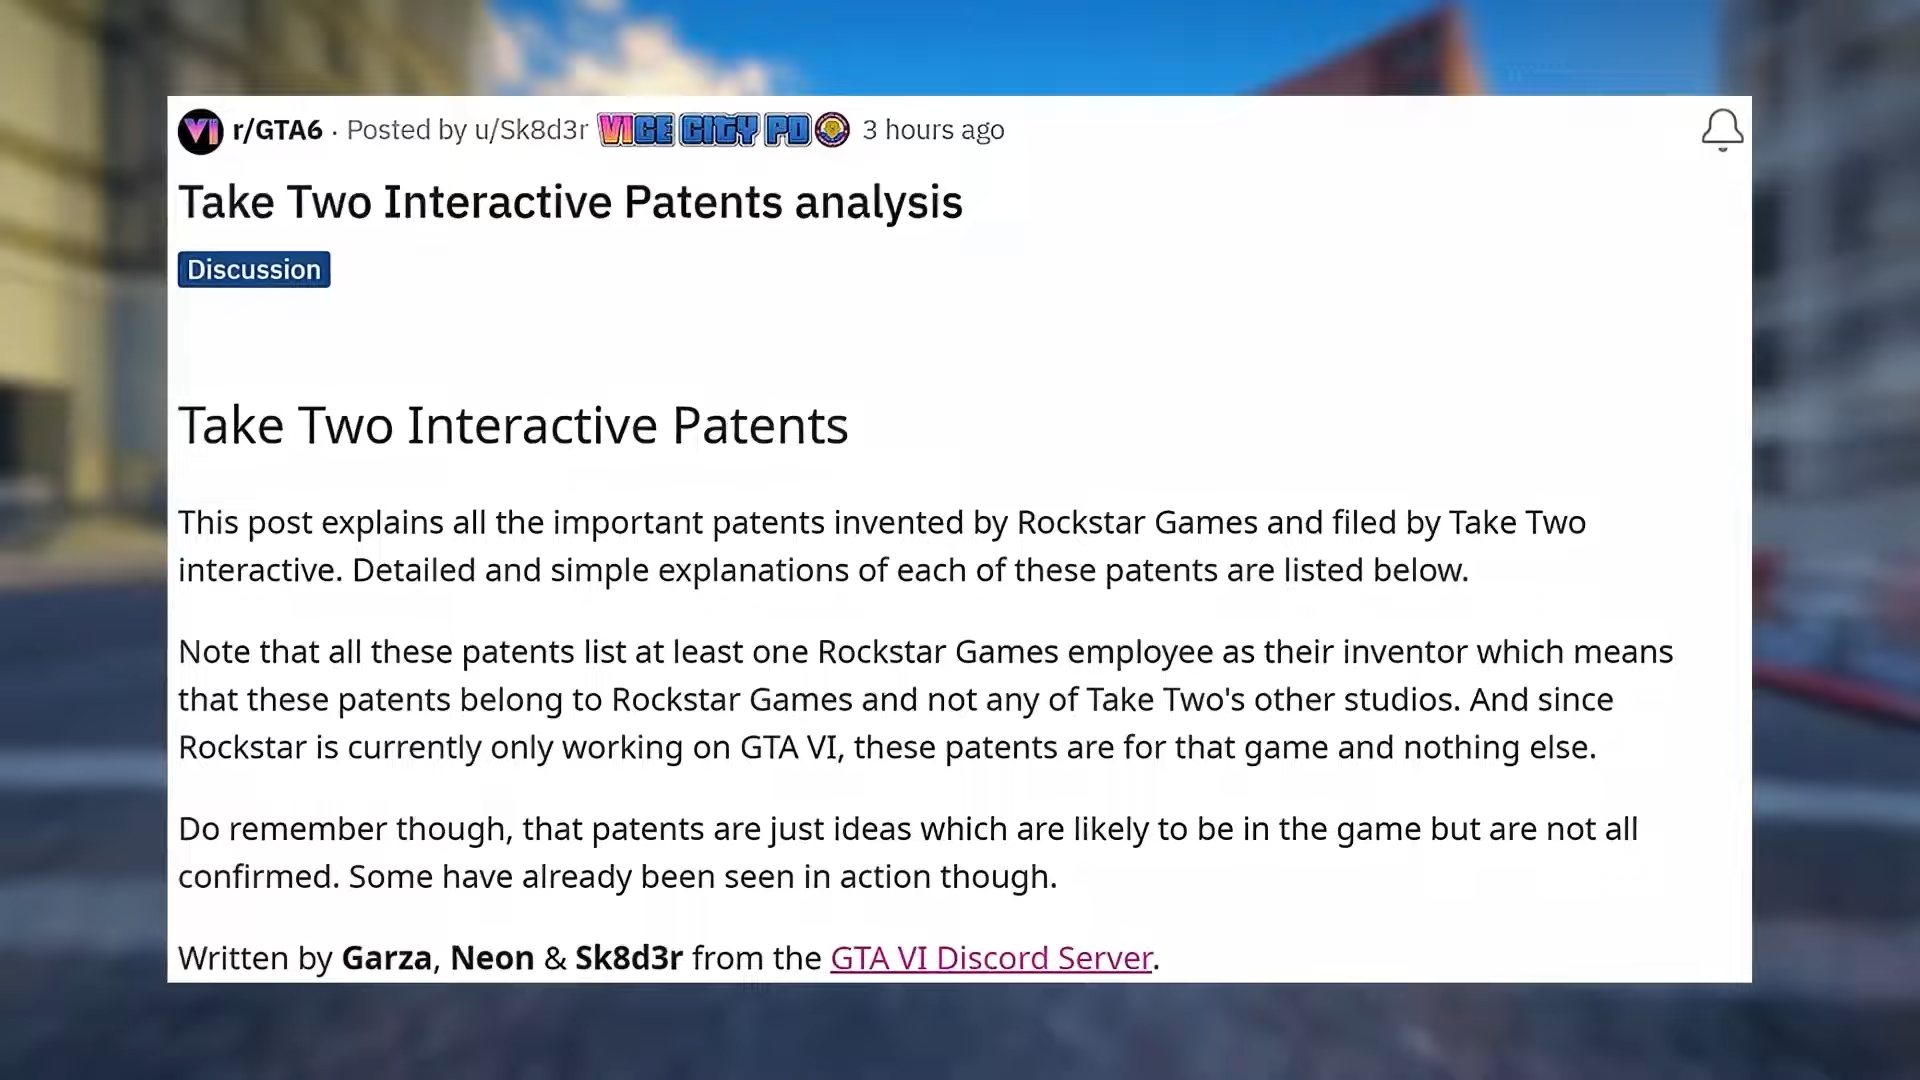 VI r/GTA6 · Posted by u/Sk8d3r VICE CITY PD 3 hours ago
Take Two Interactive Patents analysis
Discussion
Take Two Interactive Patents
This post explains all the important patents invented by Rockstar Games and filed by Take Two
interactive. Detailed and simple explanations of each of these patents are listed below.
Note that all these patents list at least one Rockstar Games employee as their inventor which means
that these patents belong to Rockstar Games and not any of Take Two's other studios. And since
Rockstar is currently only working on GTA VI, these patents are for that game and nothing else.
Do remember though, that patents are just ideas which are likely to be in the game but are not all
confirmed. Some have already been seen in action though.
Written by Garza, Neon & Sk8d3r from the GTA VI Discord Server.